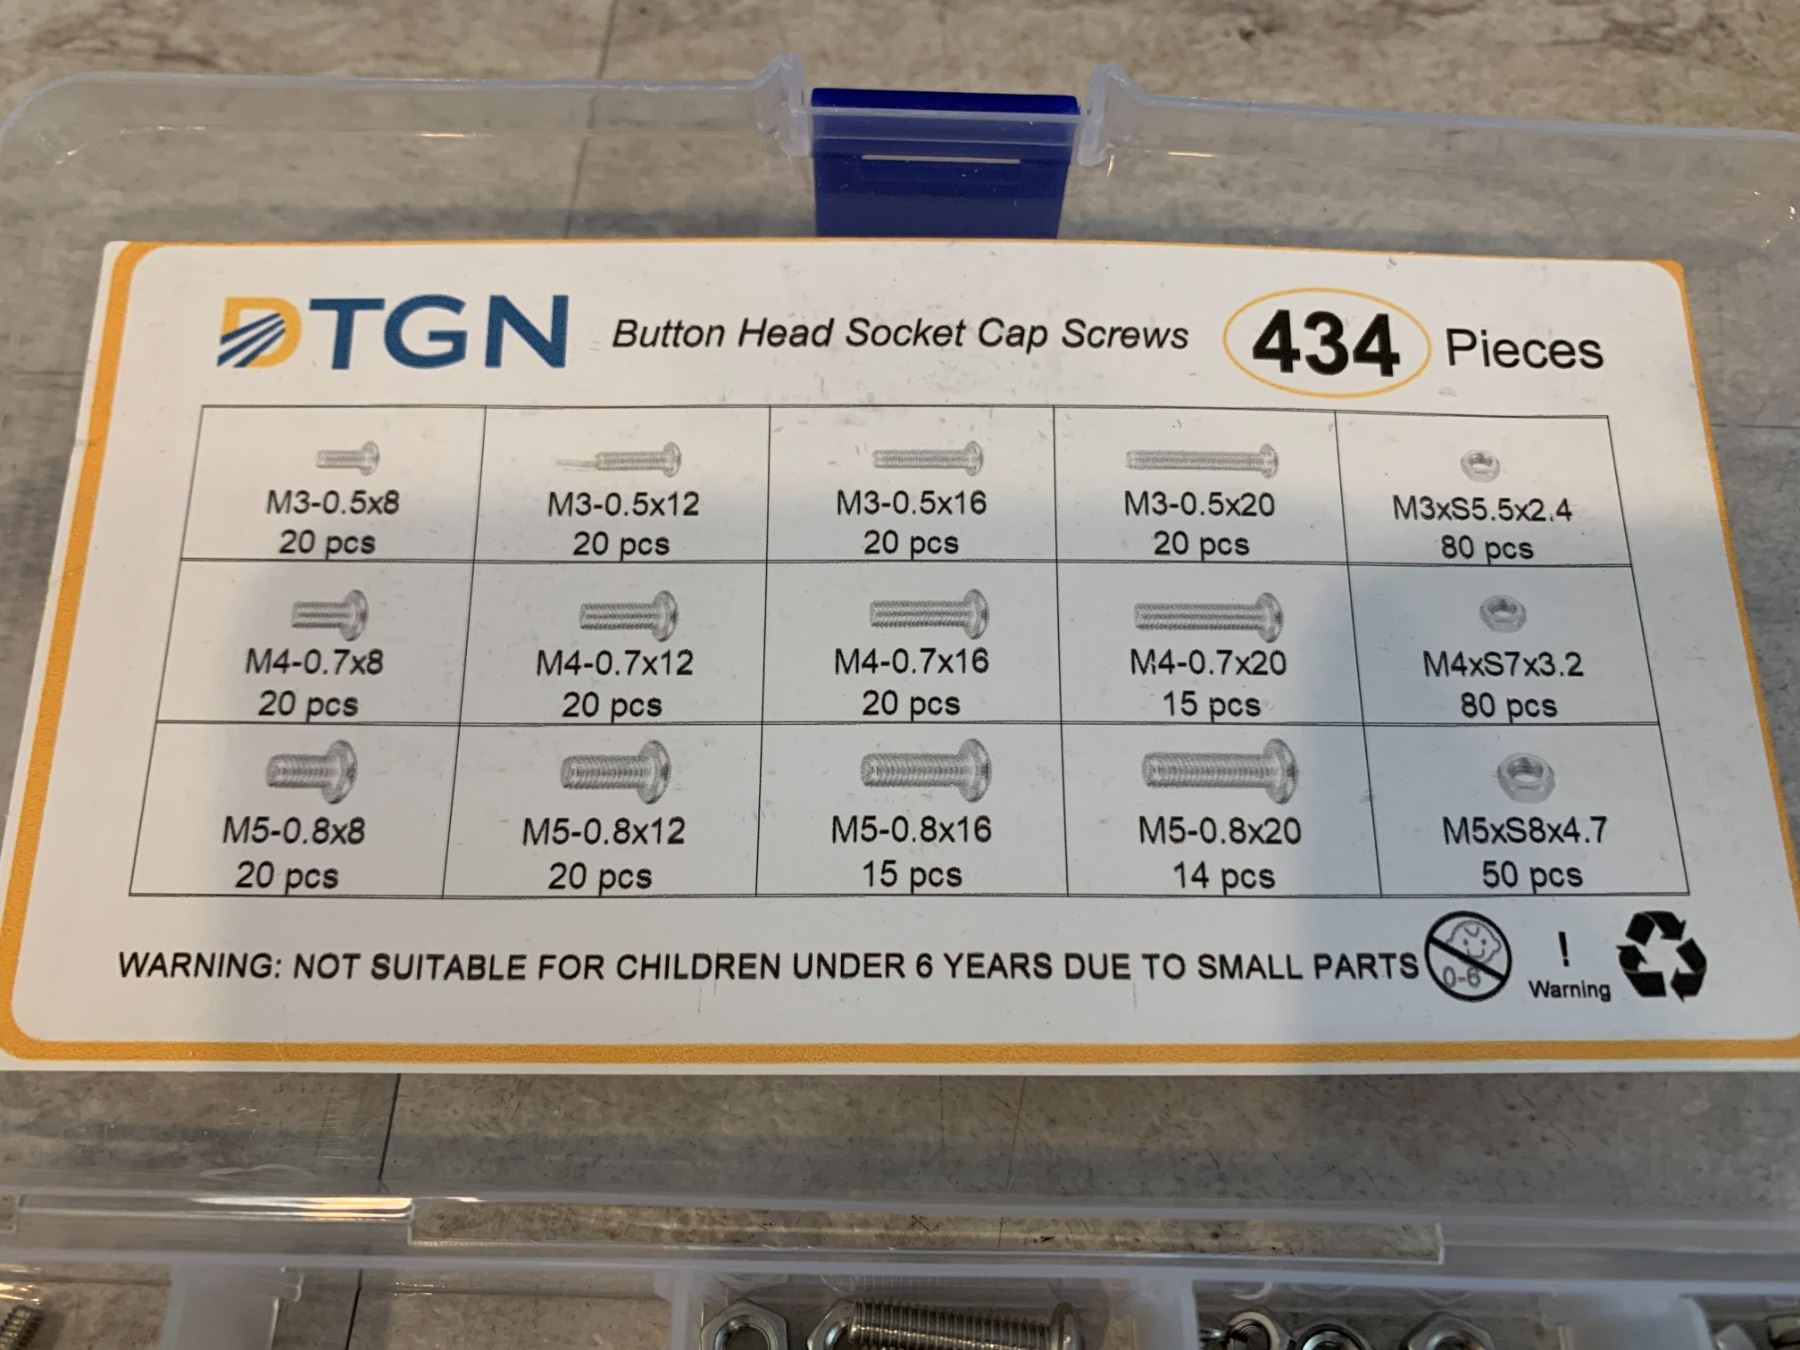 DTGN Button Head Socket Cap Screws 434 Pieces
M3-0.5x8 M3-0.5x12 M3-0.5x16 M3-0.5x20 M3xS5.5x2.4
20 pcs 20 pcs 20 pcs 20 pcs 80 pcs
M4-0.7x8 M4-0.7x12 M4-0.7x16 M4-0.7x20 M4xS7x3.2
20 pcs 20 pcs 20 pcs 15 pcs 80 pcs
M5-0.8x8 M5-0.8x12 M5-0.8x16 M5-0.8x20 M5xS8x4.7
20 pcs 20 pcs 15 pcs 14 pcs 50 pcs
WARNING: NOT SUITABLE FOR CHILDREN UNDER 6 YEARS DUE TO SMALL PARTS 0-6 ! Warning